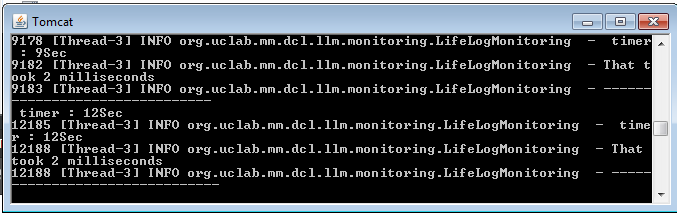 Tomcat
9178 [Thread-3] INFO org.uclab.mm.dcl.llm.monitoring.LifeLogMonitoring  -  timer
 : 9Sec
9182 [Thread-3] INFO org.uclab.mm.dcl.llm.monitoring.LifeLogMonitoring  - That t
ook 2 milliseconds
9183 [Thread-3] INFO org.uclab.mm.dcl.llm.monitoring.LifeLogMonitoring  - ------
-------------------------
 timer : 12Sec
12185 [Thread-3] INFO org.uclab.mm.dcl.llm.monitoring.LifeLogMonitoring  -  time
r : 12Sec
12188 [Thread-3] INFO org.uclab.mm.dcl.llm.monitoring.LifeLogMonitoring  - That 
took 2 milliseconds
12188 [Thread-3] INFO org.uclab.mm.dcl.llm.monitoring.LifeLogMonitoring  - -----
--------------------------